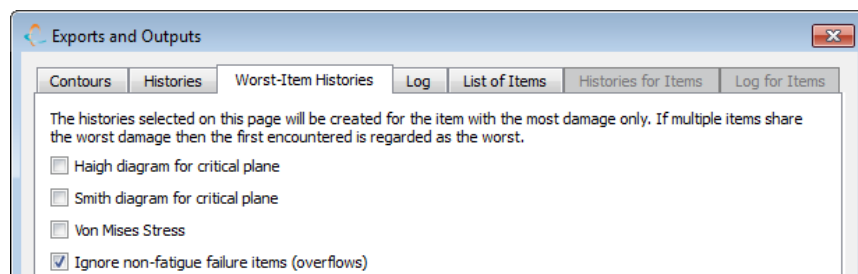 Exports and Outputs
Contours Histories Worst-Item Histories Log List of Items Histories for Items Log for Items
The histories selected on this page will be created for the item with the most damage only. If multiple items share
the worst damage then the first encountered is regarded as the worst.
Haigh diagram for critical plane
Smith diagram for critical plane
Von Mises Stress
Ignore non-fatigue failure items (overflows)